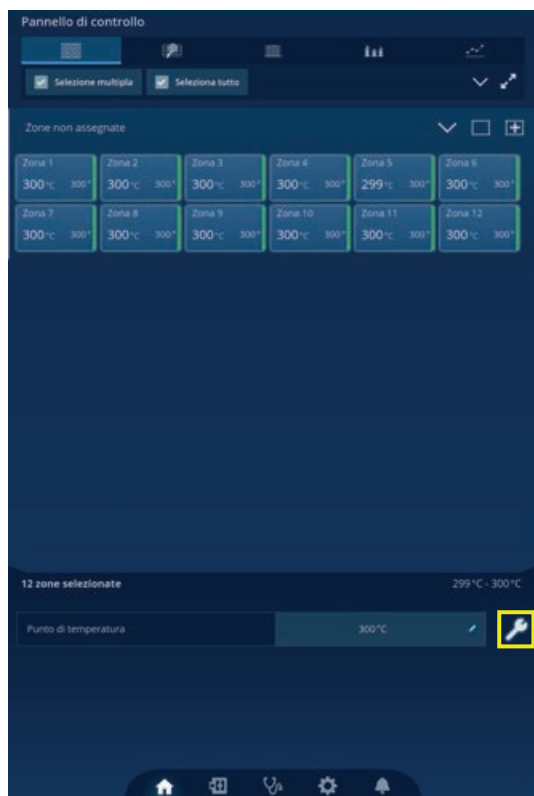 Pannello di controllo
Selezione multipla Seleziona tutto
Zone non assegnate
Zona 1 Zona 2 Zona 3 Zona 4 Zona 5 Zona 6
300°C 300° 300°C 300° 300°C 300° 300°C 300° 299°C 300° 300°C 300°
Zona 7 Zona 8 Zona 9 Zona 10 Zona 11 Zona 12
300°C 300° 300°C 300° 300°C 300° 300°C 300° 300°C 300° 300°C 300°
12 zone selezionate 299°C - 300°C
Punto di temperatura 300°C